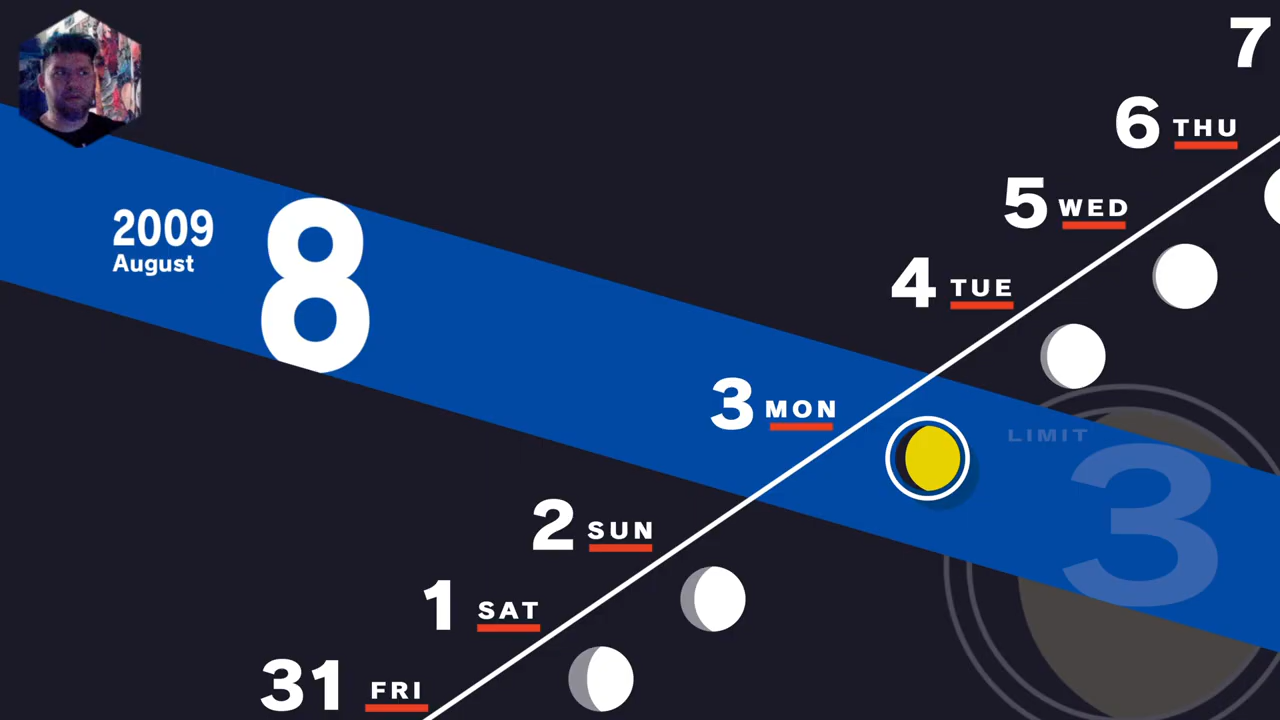 7
6 THU
5 WED
2009
August
8
4 TUE
3 MON
LIMIT
3
2 SUN
1 SAT
31 FRI